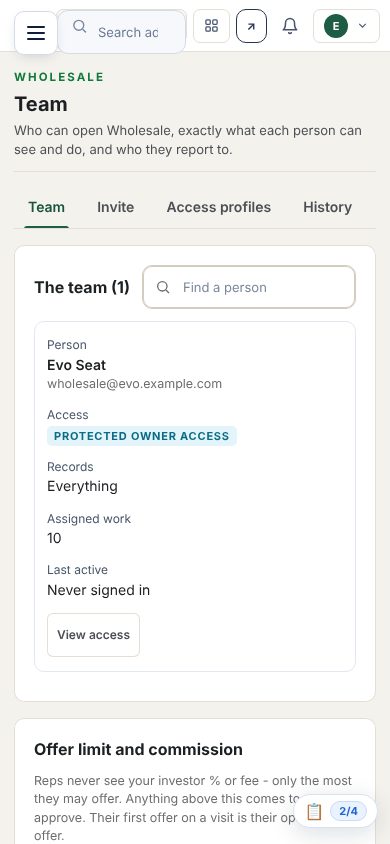 Search ad
E
WHOLESALE
Team
Who can open Wholesale, exactly what each person can
see and do, and who they report to.
Team Invite Access profiles History
The team (1)
Find a person
Person
Evo Seat
wholesale@evo.example.com
Access
PROTECTED OWNER ACCESS
Records
Everything
Assigned work
10
Last active
Never signed in
View access
Offer limit and commission
Reps never see your investor % or fee - only the most
they may offer. Anything above this comes to
approve. Their first offer on a visit is their
offer.
2/4